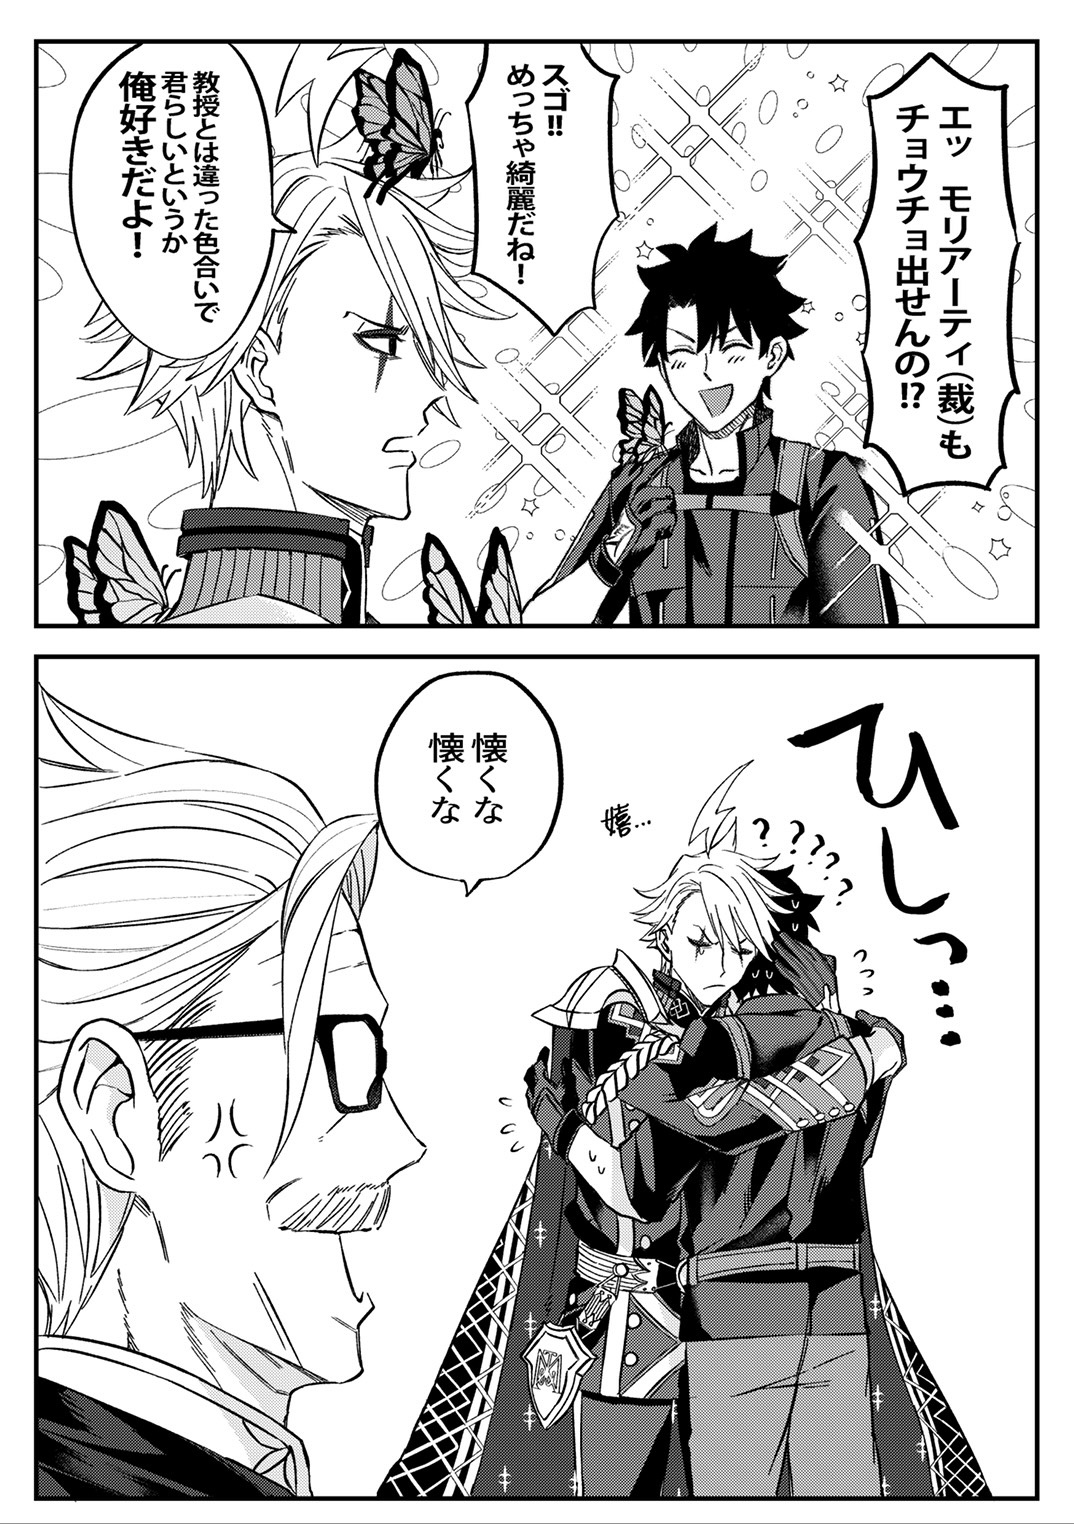 エッ モリアーティ(裁)も
チョウチョ出せんの!?
スゴ!!
めっちゃ綺麗だね!
教授とは違った色合いで
君らしいというか
俺好きだよ!
ひしっ…
????
??
嬉…
懐くな
懐くな